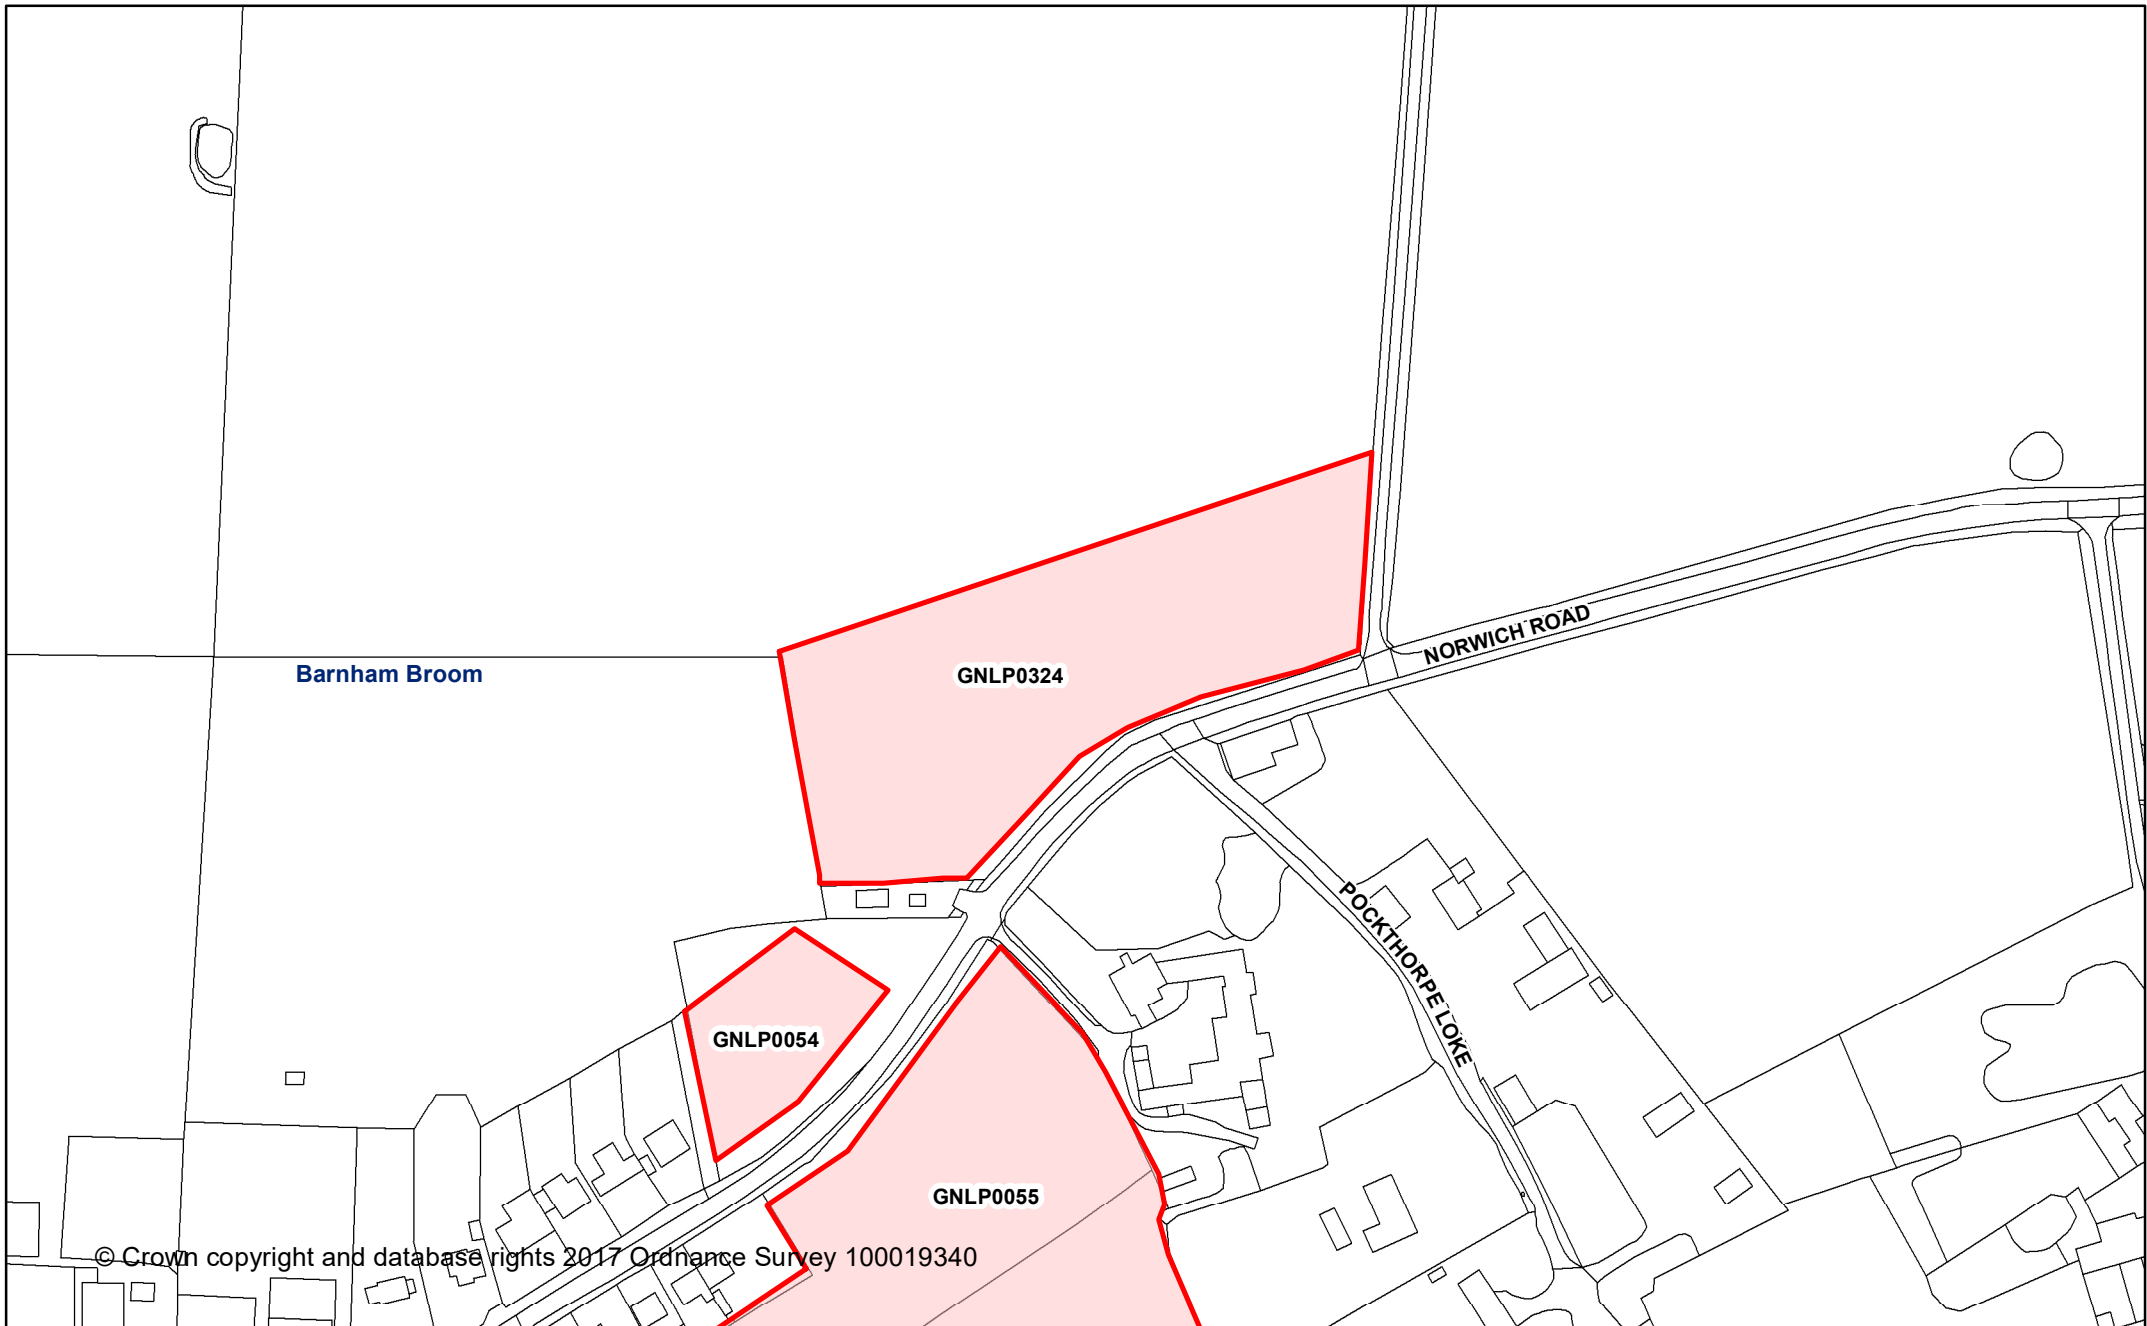 NORWICH ROAD
Barnham Broom
GNLP0324
POCKTHORPE LOKE
GNLP0054
GNLP0055
© Crown copyright and database rights 2017 Ordnance Survey 100019340